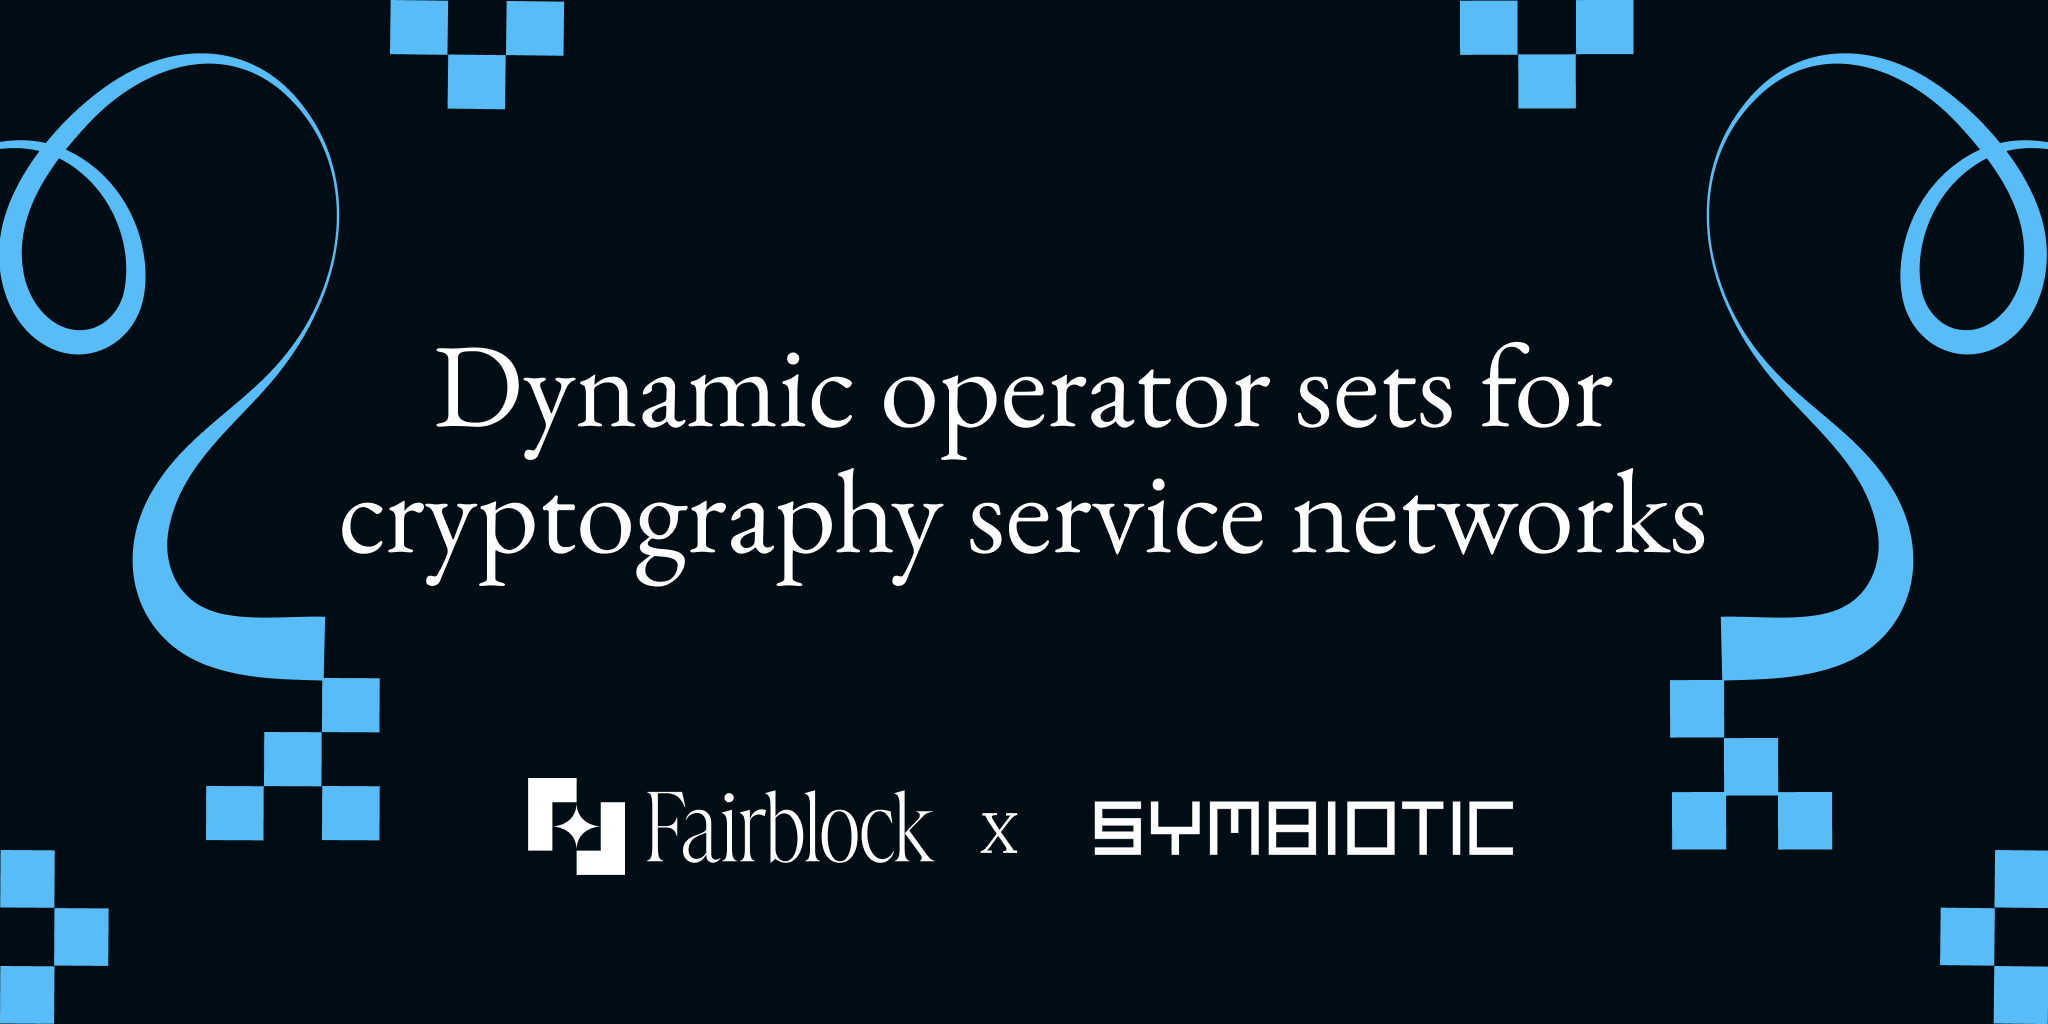 Dynamic operator sets for
cryptography service networks
Fairblock x SYMBIOTIC